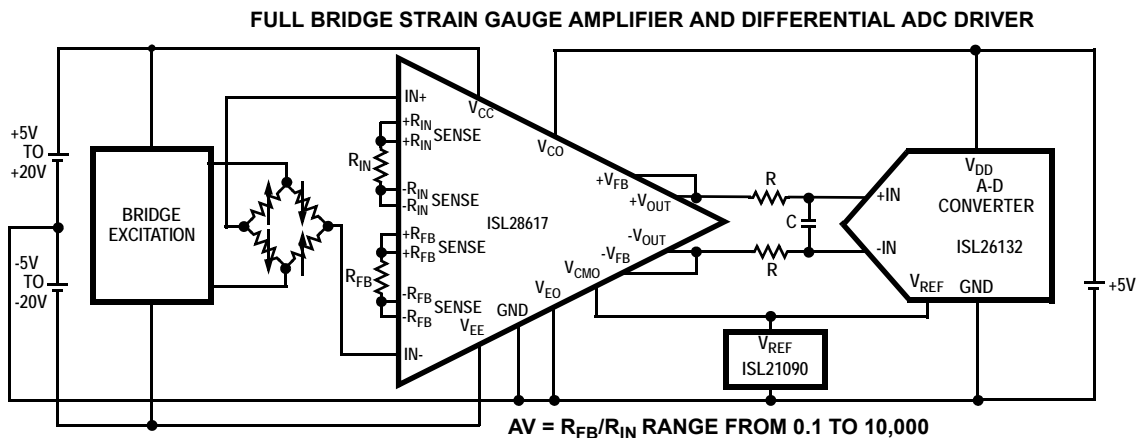 FULL BRIDGE STRAIN GAUGE AMPLIFIER AND DIFFERENTIAL ADC DRIVER
+5V
TO
+20V
-5V
TO
-20V
BRIDGE
EXCITATION
IN+
+RIN
+RIN SENSE
RIN
-RIN
-RIN SENSE
+RFB
+RFB SENSE
RFB
-RFB
-RFB SENSE
IN-
VCC
VCO
ISL28617
+VFB
+VOUT
-VOUT
-VFB
VCMO
VEO
GND
VEE
R
C
R
+IN
-IN
VDD
A-D
CONVERTER
ISL26132
VREF
GND
+5V
VREF
ISL21090
AV = RFB/RIN RANGE FROM 0.1 TO 10,000